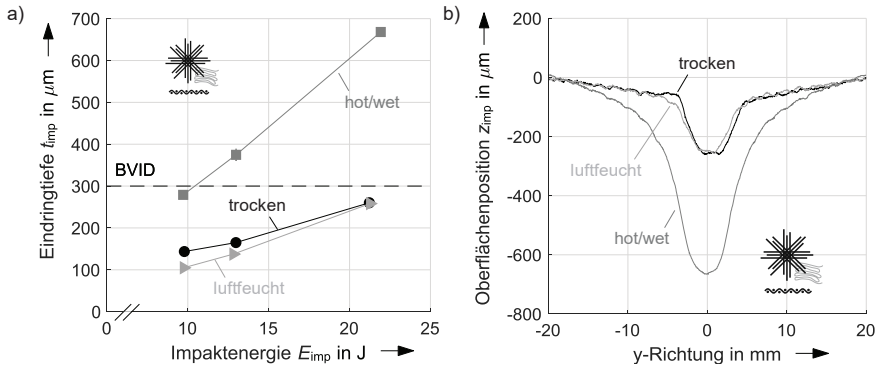 a)
Eindringtiefe t_imp in µm
700
600
500
400
300
200
100
0
BVID
hot/wet
trocken
luftfeucht
0 10 15 20 25
Impaktenergie E_imp in J
b)
Oberflächenposition z_imp in µm
200
0
-200
-400
-600
-800
trocken
luftfeucht
hot/wet
-20 -10 0 10 20
y-Richtung in mm